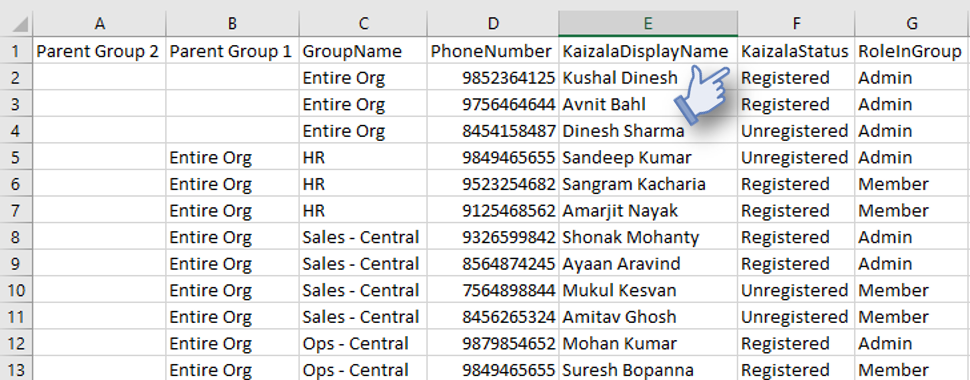 A B C D E F G
1 Parent Group 2 Parent Group 1 GroupName PhoneNumber KaizalaDisplayName KaizalaStatus RoleInGroup
2 Entire Org 9852364125 Kushal Dinesh Registered Admin
3 Entire Org 9756464644 Avnit Bahl Registered Admin
4 Entire Org 8454158487 Dinesh Sharma Unregistered Admin
5 Entire Org HR 9849465655 Sandeep Kumar Unregistered Admin
6 Entire Org HR 9523254682 Sangram Kacharia Registered Member
7 Entire Org HR 9125468562 Amarjit Nayak Registered Member
8 Entire Org Sales - Central 9326599842 Shonak Mohanty Registered Admin
9 Entire Org Sales - Central 8564874245 Ayaan Aravind Registered Admin
10 Entire Org Sales - Central 7564898844 Mukul Kesvan Unregistered Member
11 Entire Org Sales - Central 8456265324 Amitav Ghosh Unregistered Member
12 Entire Org Ops - Central 9879854652 Mohan Kumar Registered Admin
13 Entire Org Ops - Central 9849465655 Suresh Bopanna Registered Member